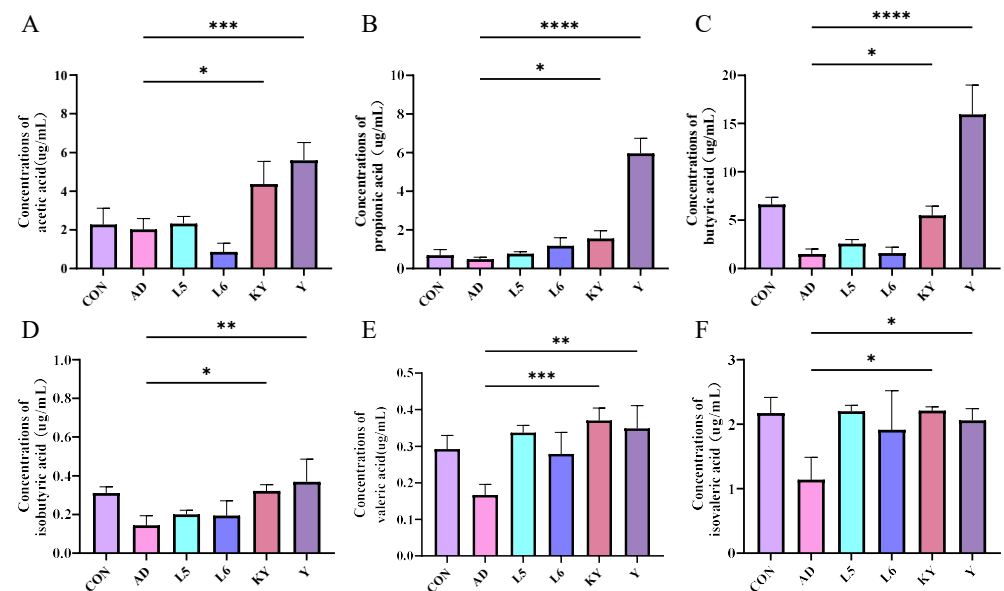 A
***
*
Concentrations of
acetic acid(ug/mL)
10
8
6
4
2
0
CON
AD
L5
L6
KY
Y
B
****
*
Concentrations of
propionic acid（ug/mL）
10
8
6
4
2
0
CON
AD
L5
L6
KY
Y
C
****
*
Concentrations of
butyric acid（ug/mL）
20
15
10
5
0
CON
AD
L5
L6
KY
Y
D
**
*
Concentrations of
isobutyric acid（ug/mL）
1.0
0.8
0.6
0.4
0.2
0.0
CON
AD
L5
L6
KY
Y
E
**
***
Concentrations of
valeric acid(ug/mL)
0.5
0.4
0.3
0.2
0.1
0.0
CON
AD
L5
L6
KY
Y
F
*
*
Concentrations of
isovaleric acid（ug/mL）
3
2
1
0
CON
AD
L5
L6
KY
Y